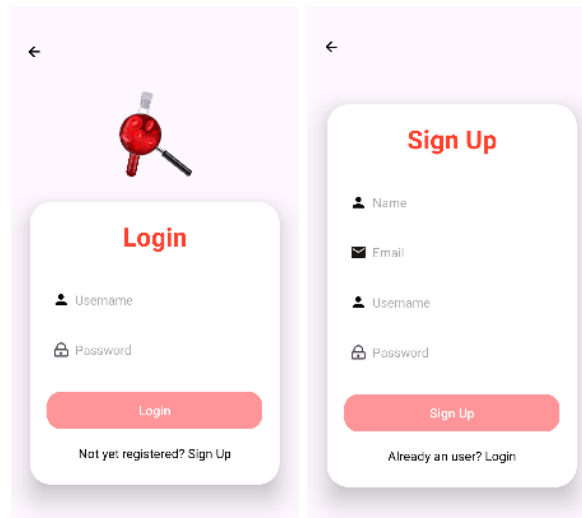 Login
Username
Password
Login
Not yet registered? Sign Up
Sign Up
Name
Email
Username
Password
Sign Up
Already an user? Login